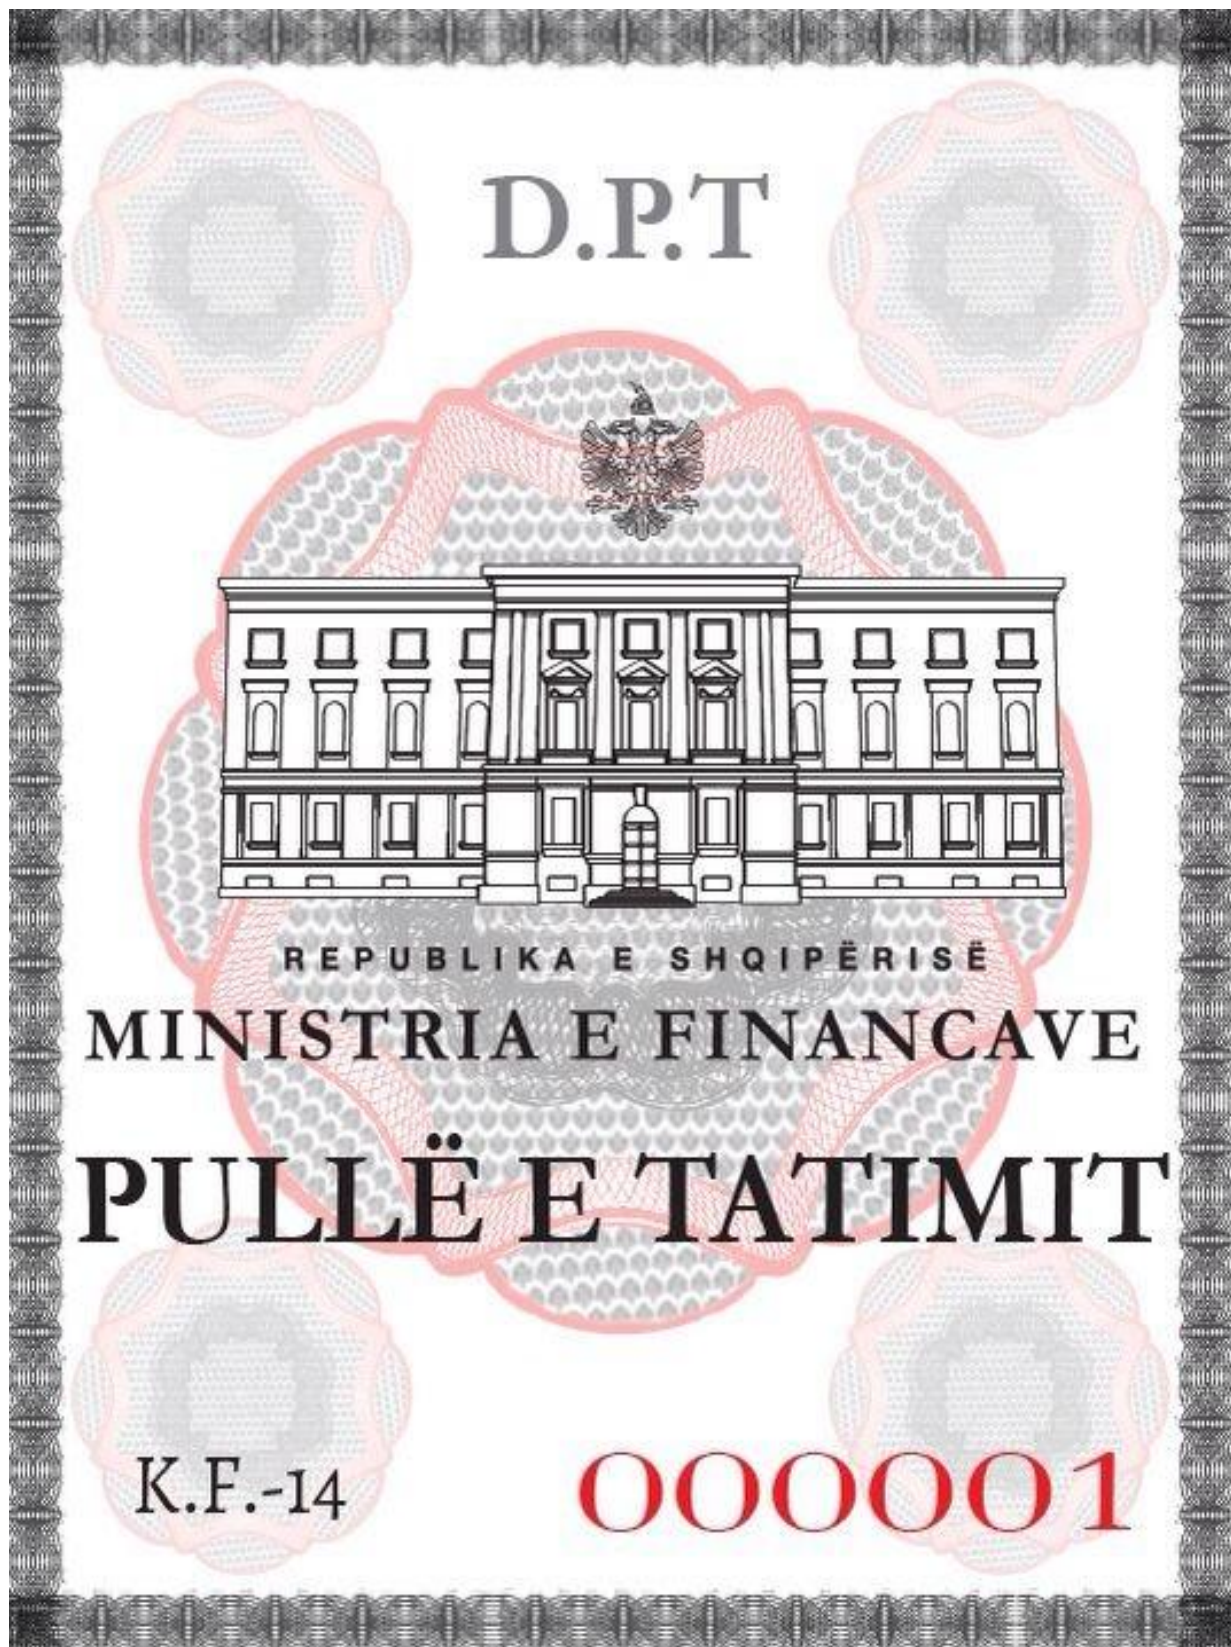 D.P.T
REPUBLIKA E SHQIPËRISË
MINISTRIA E FINANCAVE
PULLË E TATIMIT
K.F.-14 000001